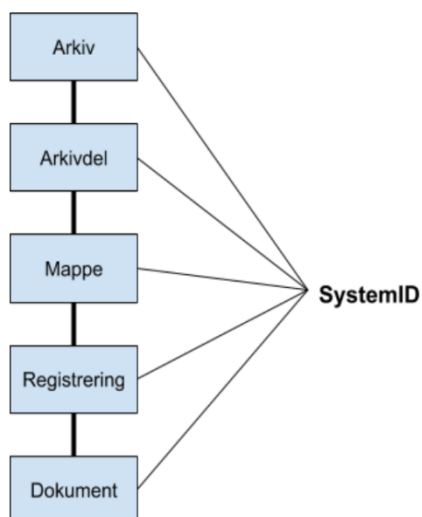 Arkiv
Arkivdel
Mappe
SystemID
Registrering
Dokument